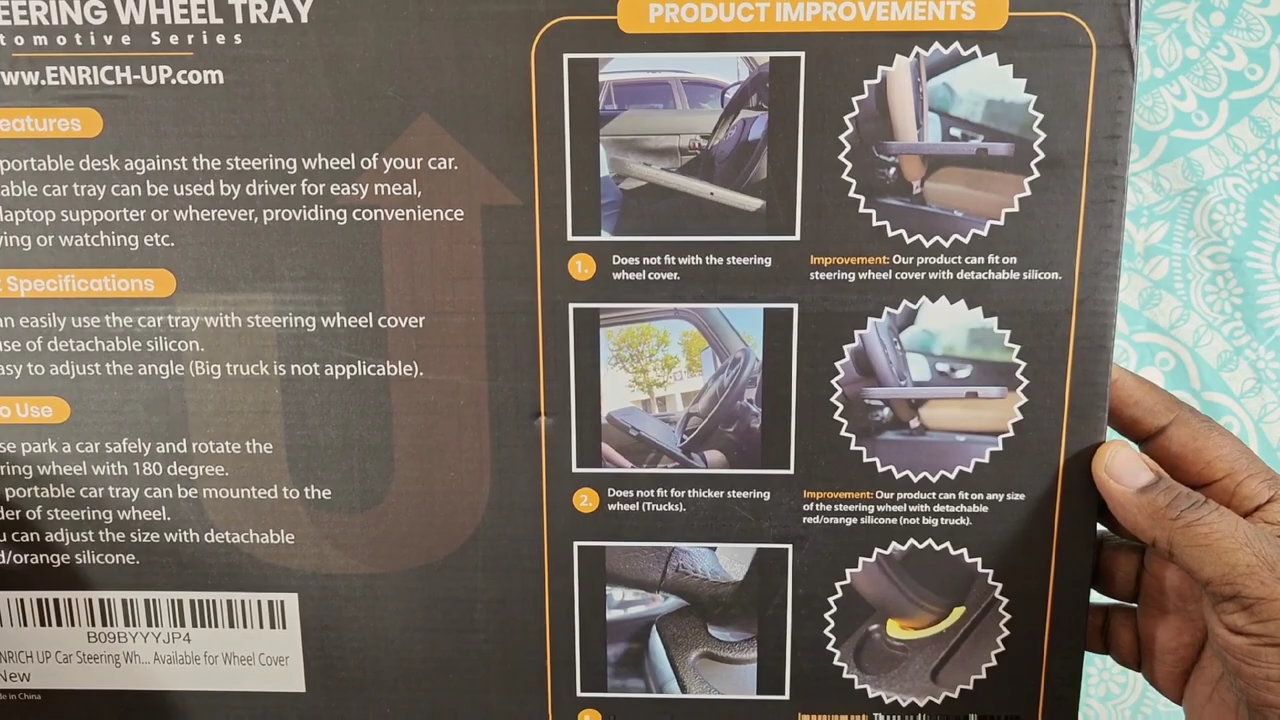 EERING WHEEL TRAY
tomotive Series
ww.ENRICH-UP.com
eatures
portable desk against the steering wheel of your car.
able car tray can be used by driver for easy meal,
laptop supporter or wherever, providing convenience
ving or watching etc.
Specifications
an easily use the car tray with steering wheel cover
use of detachable silicon.
asy to adjust the angle (Big truck is not applicable).
o Use
se park a car safely and rotate the
ring wheel with 180 degree.
portable car tray can be mounted to the
der of steering wheel.
u can adjust the size with detachable
d/orange silicone.
B09BYYYJP4
NRICH UP Car Steering Wh... Available for Wheel Cover
New
de in China
PRODUCT IMPROVEMENTS
1. Does not fit with the steering
wheel cover.
Improvement: Our product can fit on
steering wheel cover with detachable silicon.
2. Does not fit for thicker steering
wheel (Trucks).
Improvement: Our product can fit on any size
of the steering wheel with detachable
red/orange silicone (not big truck).